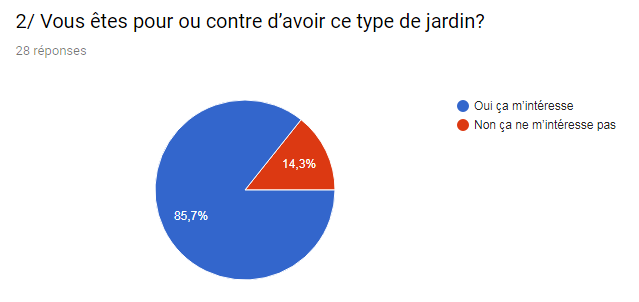 2/ Vous êtes pour ou contre d’avoir ce type de jardin?
28 réponses
Oui ça m’intéresse
Non ça ne m’intéresse pas
14,3%
85,7%